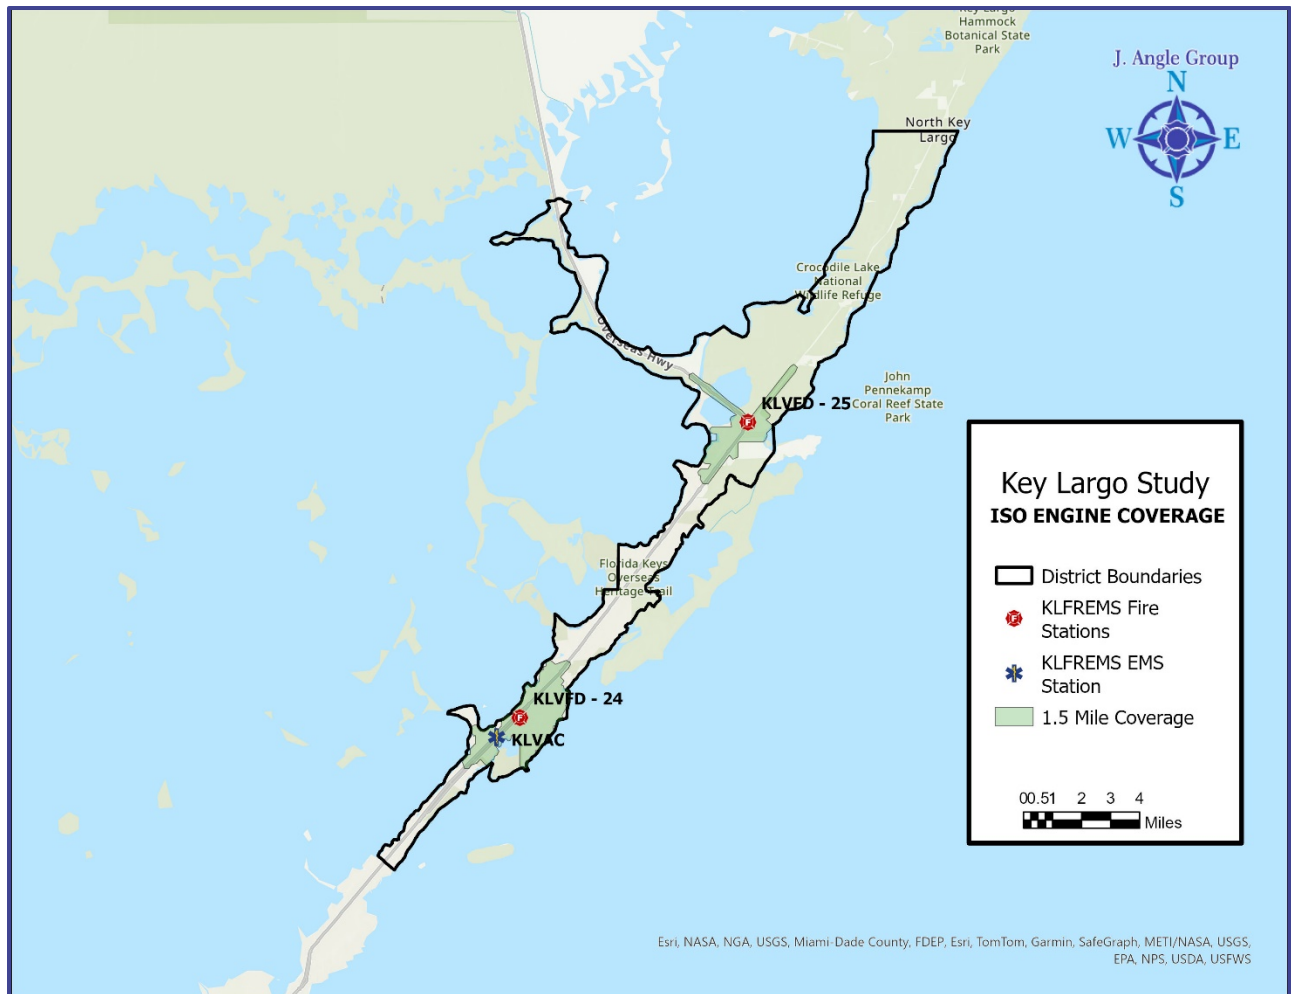 Key Largo
Hammock
Botanical State
Park
J. Angle Group
N
W
E
S
North Key
Largo
Crocodile Lake
National
Wildlife Refuge
Overseas Hwy
John
Pennekamp
Coral Reef State
Park
KLVFD - 25
Florida Keys
Overseas
Heritage Trail
KLVFD - 24
KLVAC
Key Largo Study
ISO ENGINE COVERAGE
District Boundaries
KLFREMS Fire
Stations
KLFREMS EMS
Station
1.5 Mile Coverage
00.51 2 3 4
Miles
Esri, NASA, NGA, USGS, Miami-Dade County, FDEP, Esri, TomTom, Garmin, SafeGraph, METI/NASA, USGS,
EPA, NPS, USDA, USFWS